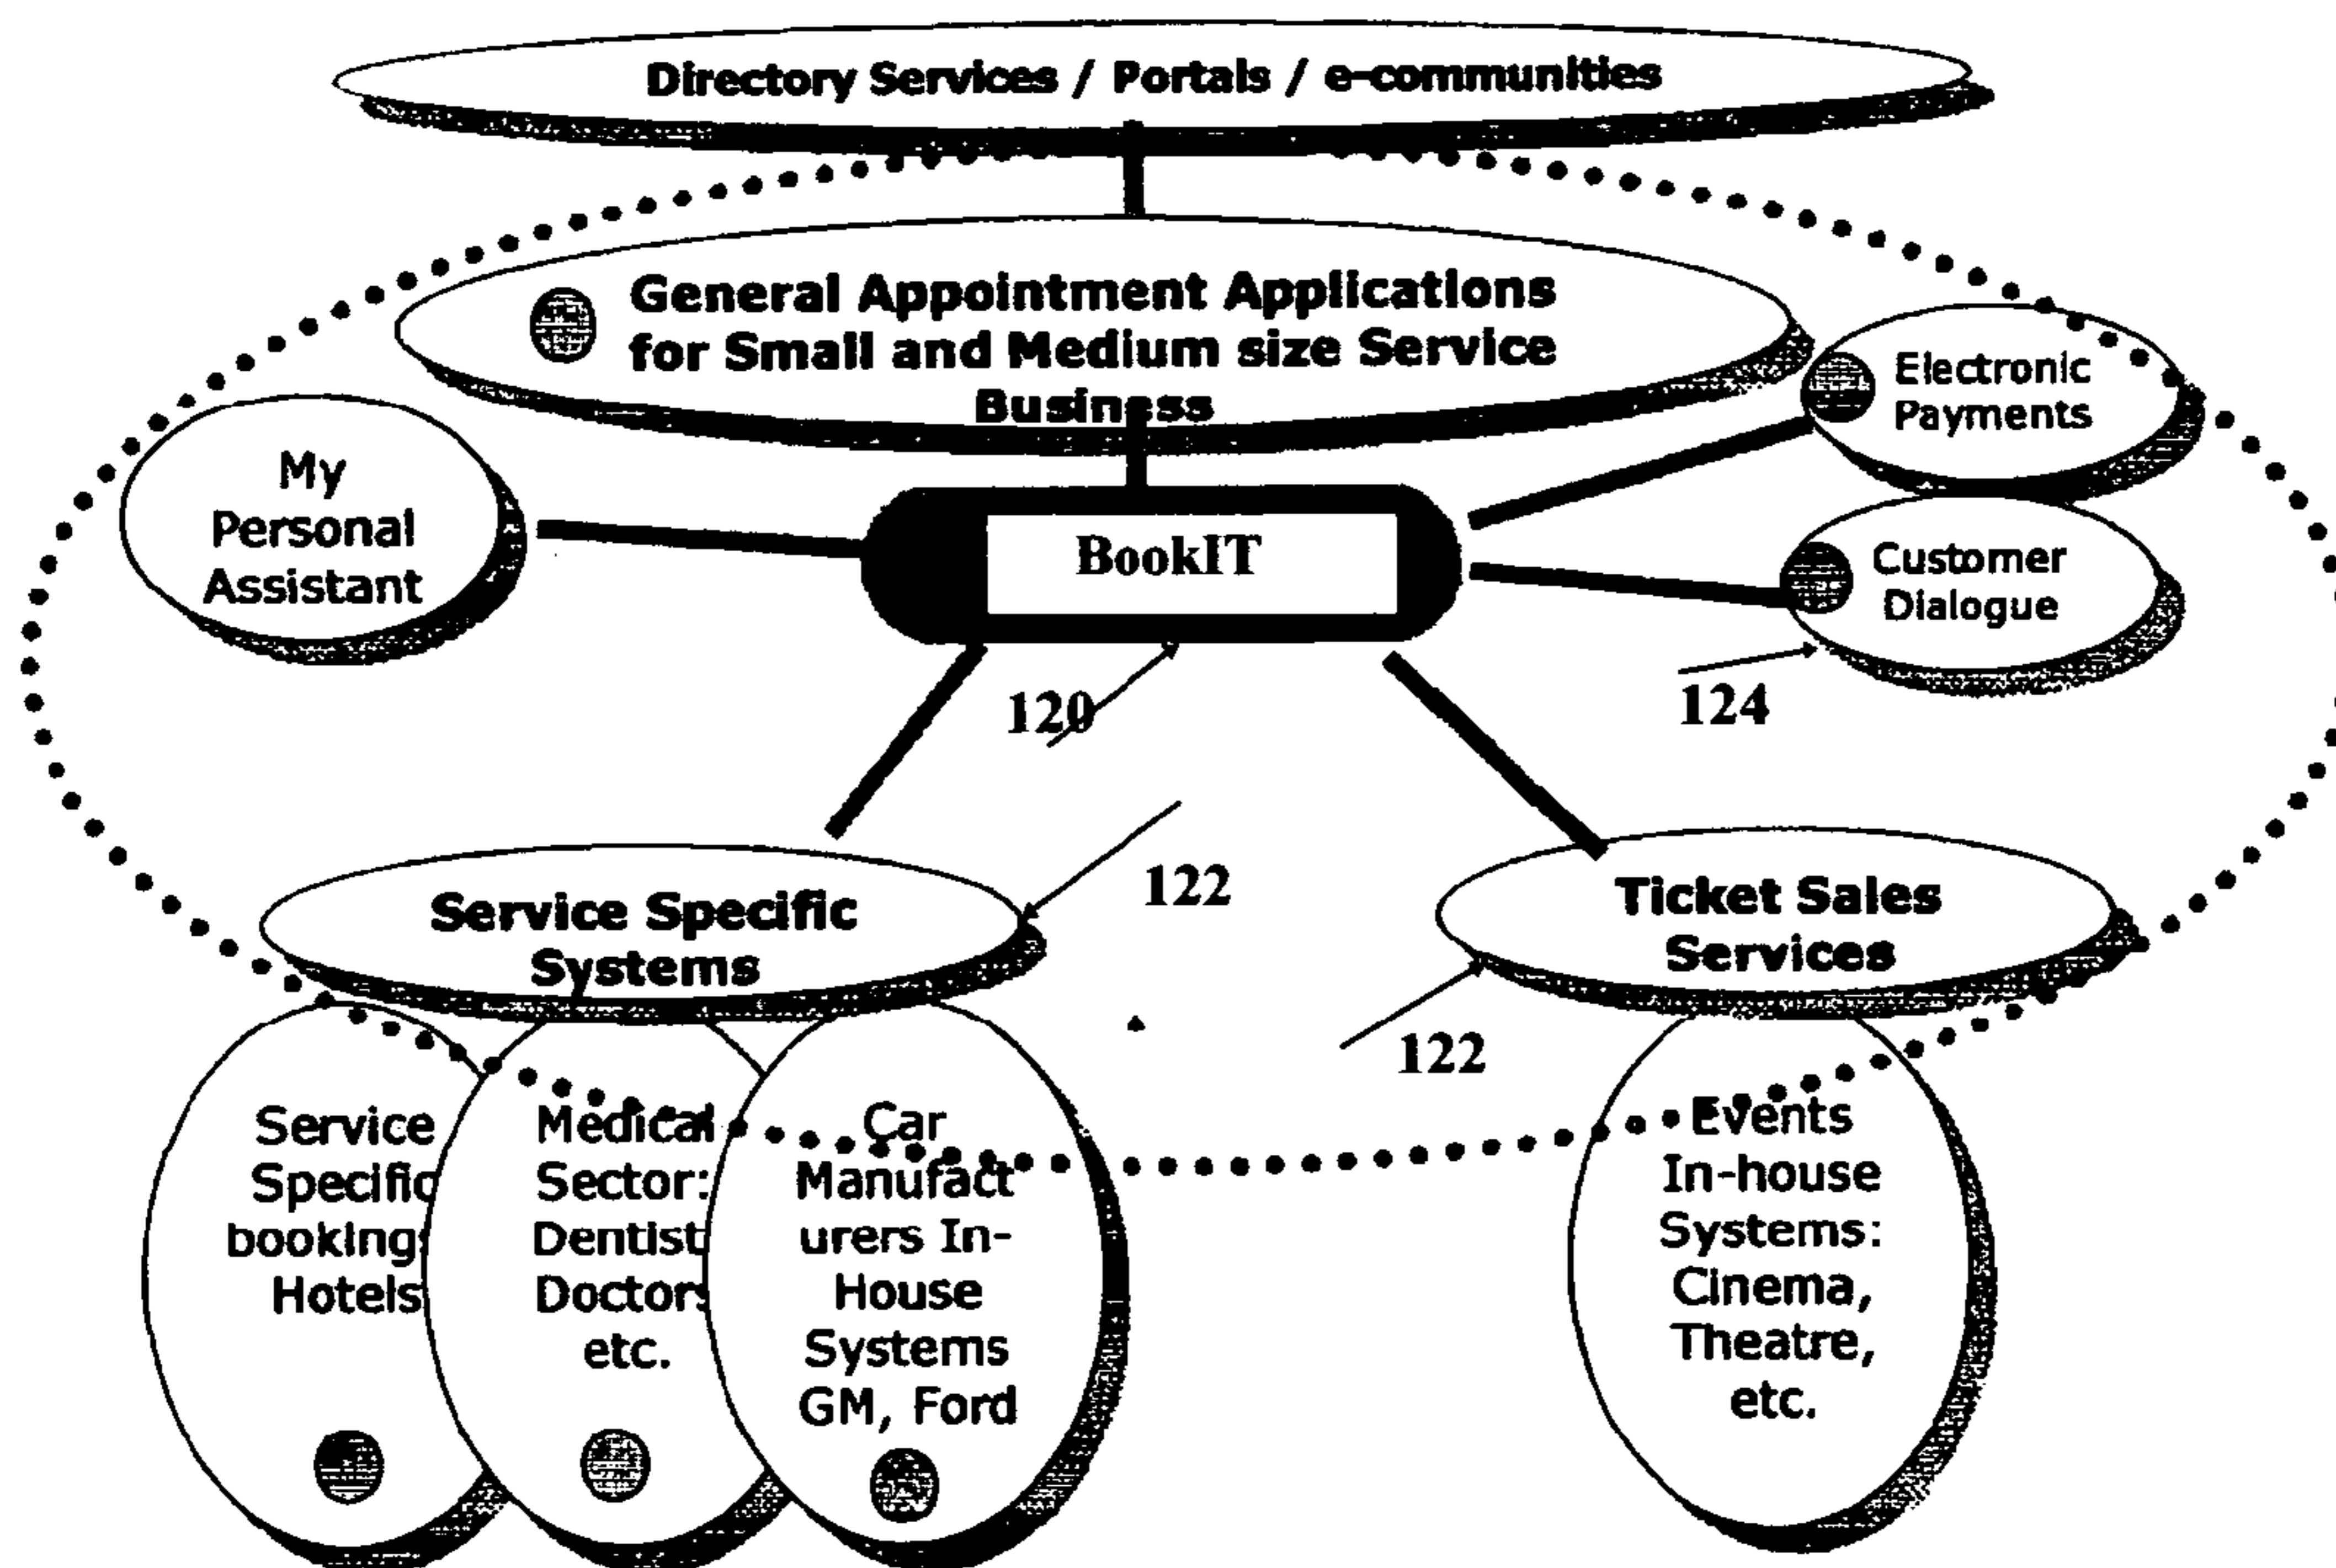 Directory Services / Portals / e-communities
General Appointment Applications
for Small and Medium size Service
Business
Electronic
Payments
My
Personal
Assistant
BookIT
Customer
Dialogue
120
124
122
Service Specific
Systems
Ticket Sales
Services
122
Service
Specific
booking
Hotels
Medical
Sector:
Dentist
Doctors
etc.
Car
Manufact
urers In-
House
Systems
GM, Ford
Events
In-house
Systems:
Cinema,
Theatre,
etc.